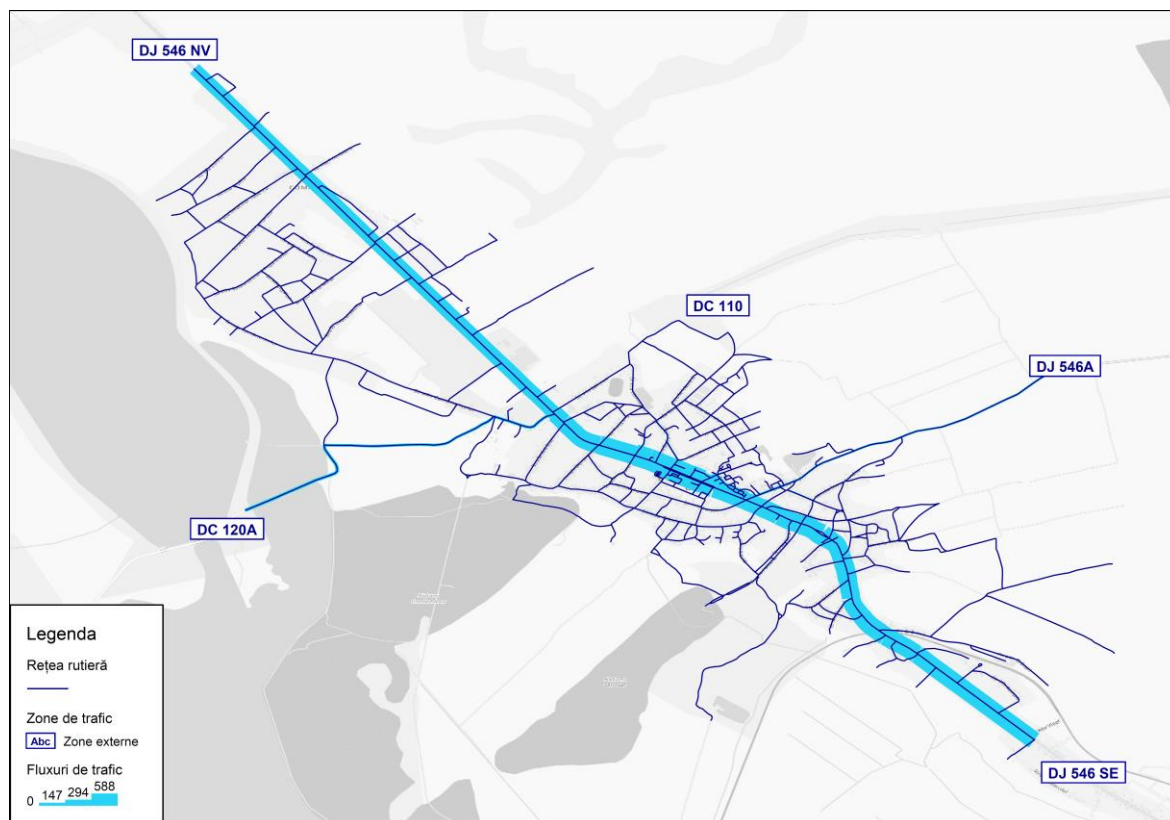 DJ 546 NV
DC 110
DJ 546A
DC 120A
DJ 546 SE
Legenda
Rețea rutieră
Zone de trafic
Abc Zone externe
Fluxuri de trafic
0 147 294 588